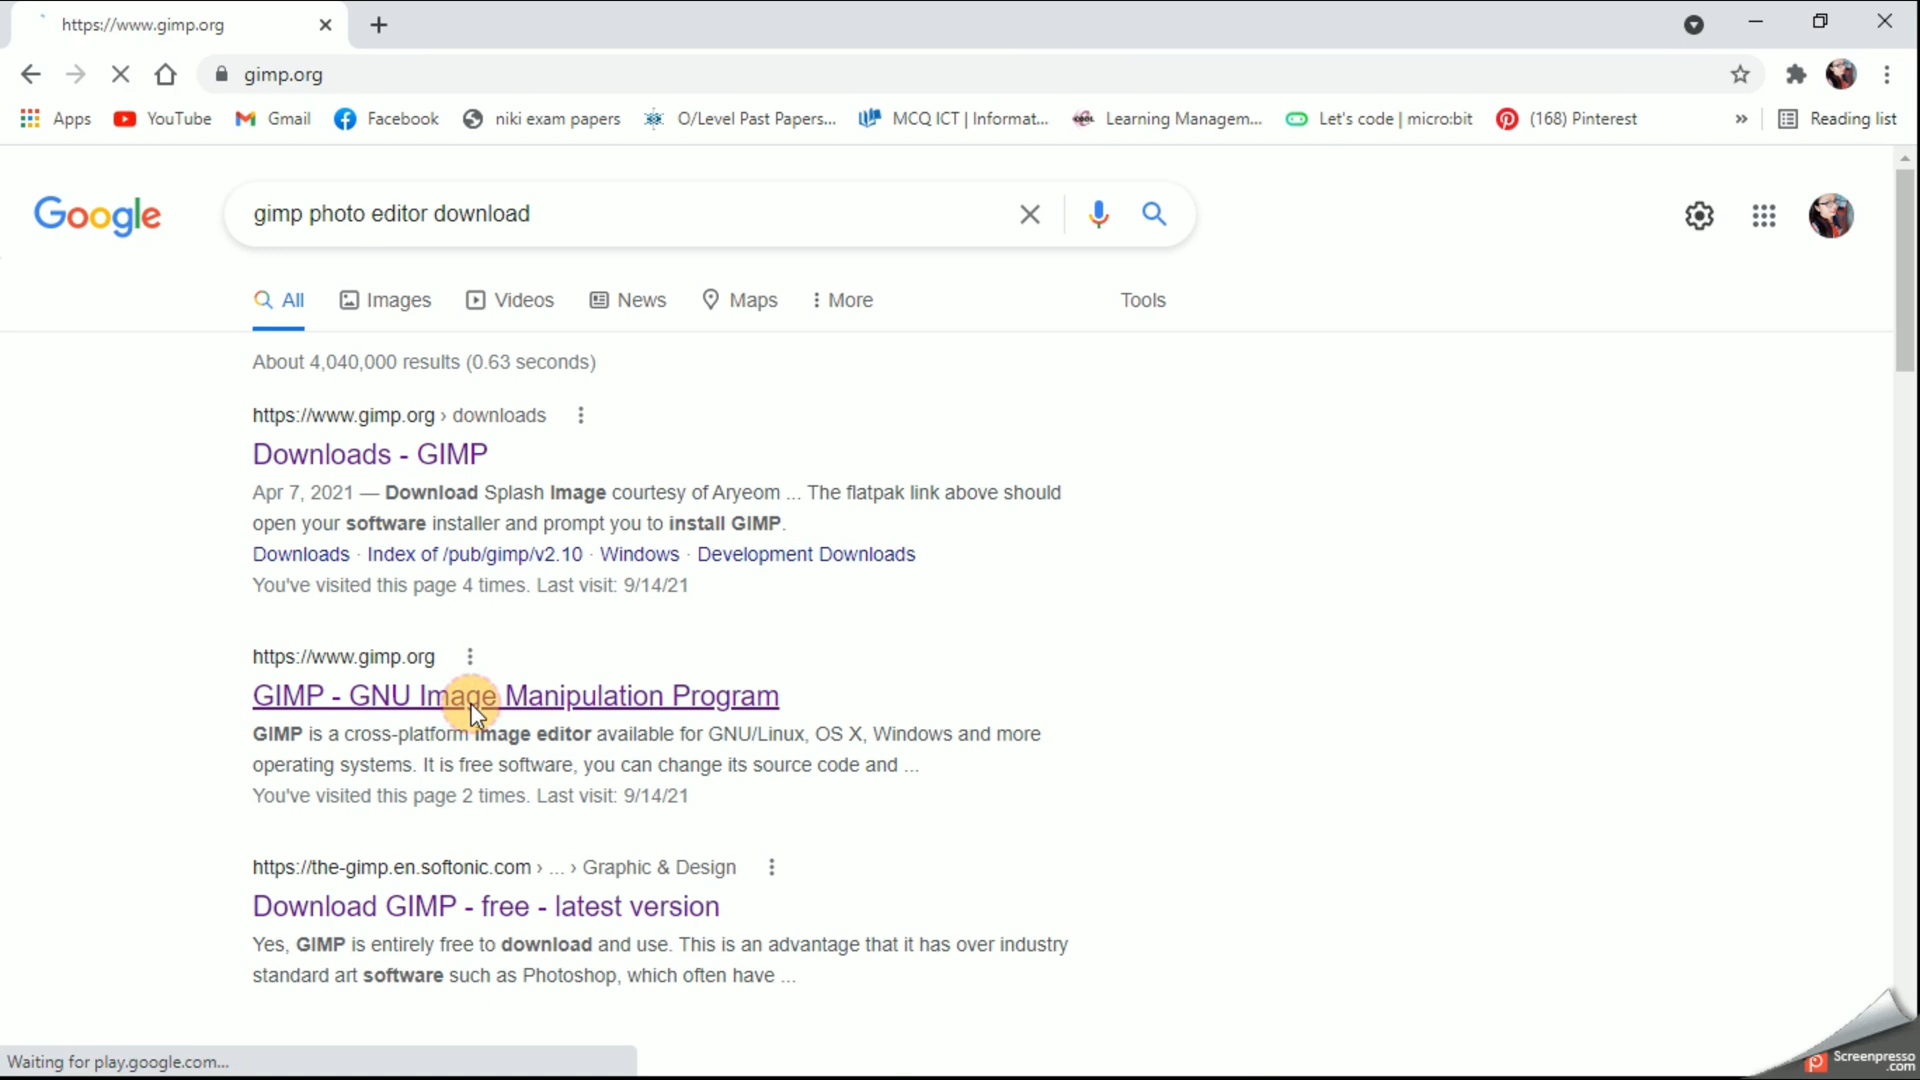 https://www.gimp.org
gimp.org
Apps
YouTube
Gmail
Facebook
niki exam papers
O/Level Past Papers...
MCQ ICT | Informat...
Learning Managem...
Let's code | micro:bit
(168) Pinterest
»
Reading list
Google
gimp photo editor download
All
Images
Videos
News
Maps
More
Tools
About 4,040,000 results (0.63 seconds)
https://www.gimp.org › downloads
Downloads - GIMP
Apr 7, 2021 — Download Splash Image courtesy of Aryeom ... The flatpak link above should
open your software installer and prompt you to install GIMP.
Downloads · Index of /pub/gimp/v2.10 · Windows · Development Downloads
You've visited this page 4 times. Last visit: 9/14/21
https://www.gimp.org
GIMP - GNU Image Manipulation Program
GIMP is a cross-platform image editor available for GNU/Linux, OS X, Windows and more
operating systems. It is free software, you can change its source code and ...
You've visited this page 2 times. Last visit: 9/14/21
https://the-gimp.en.softonic.com › ... › Graphic & Design
Download GIMP - free - latest version
Yes, GIMP is entirely free to download and use. This is an advantage that it has over industry
standard art software such as Photoshop, which often have ...
Waiting for play.google.com...
Screenpresso
.com